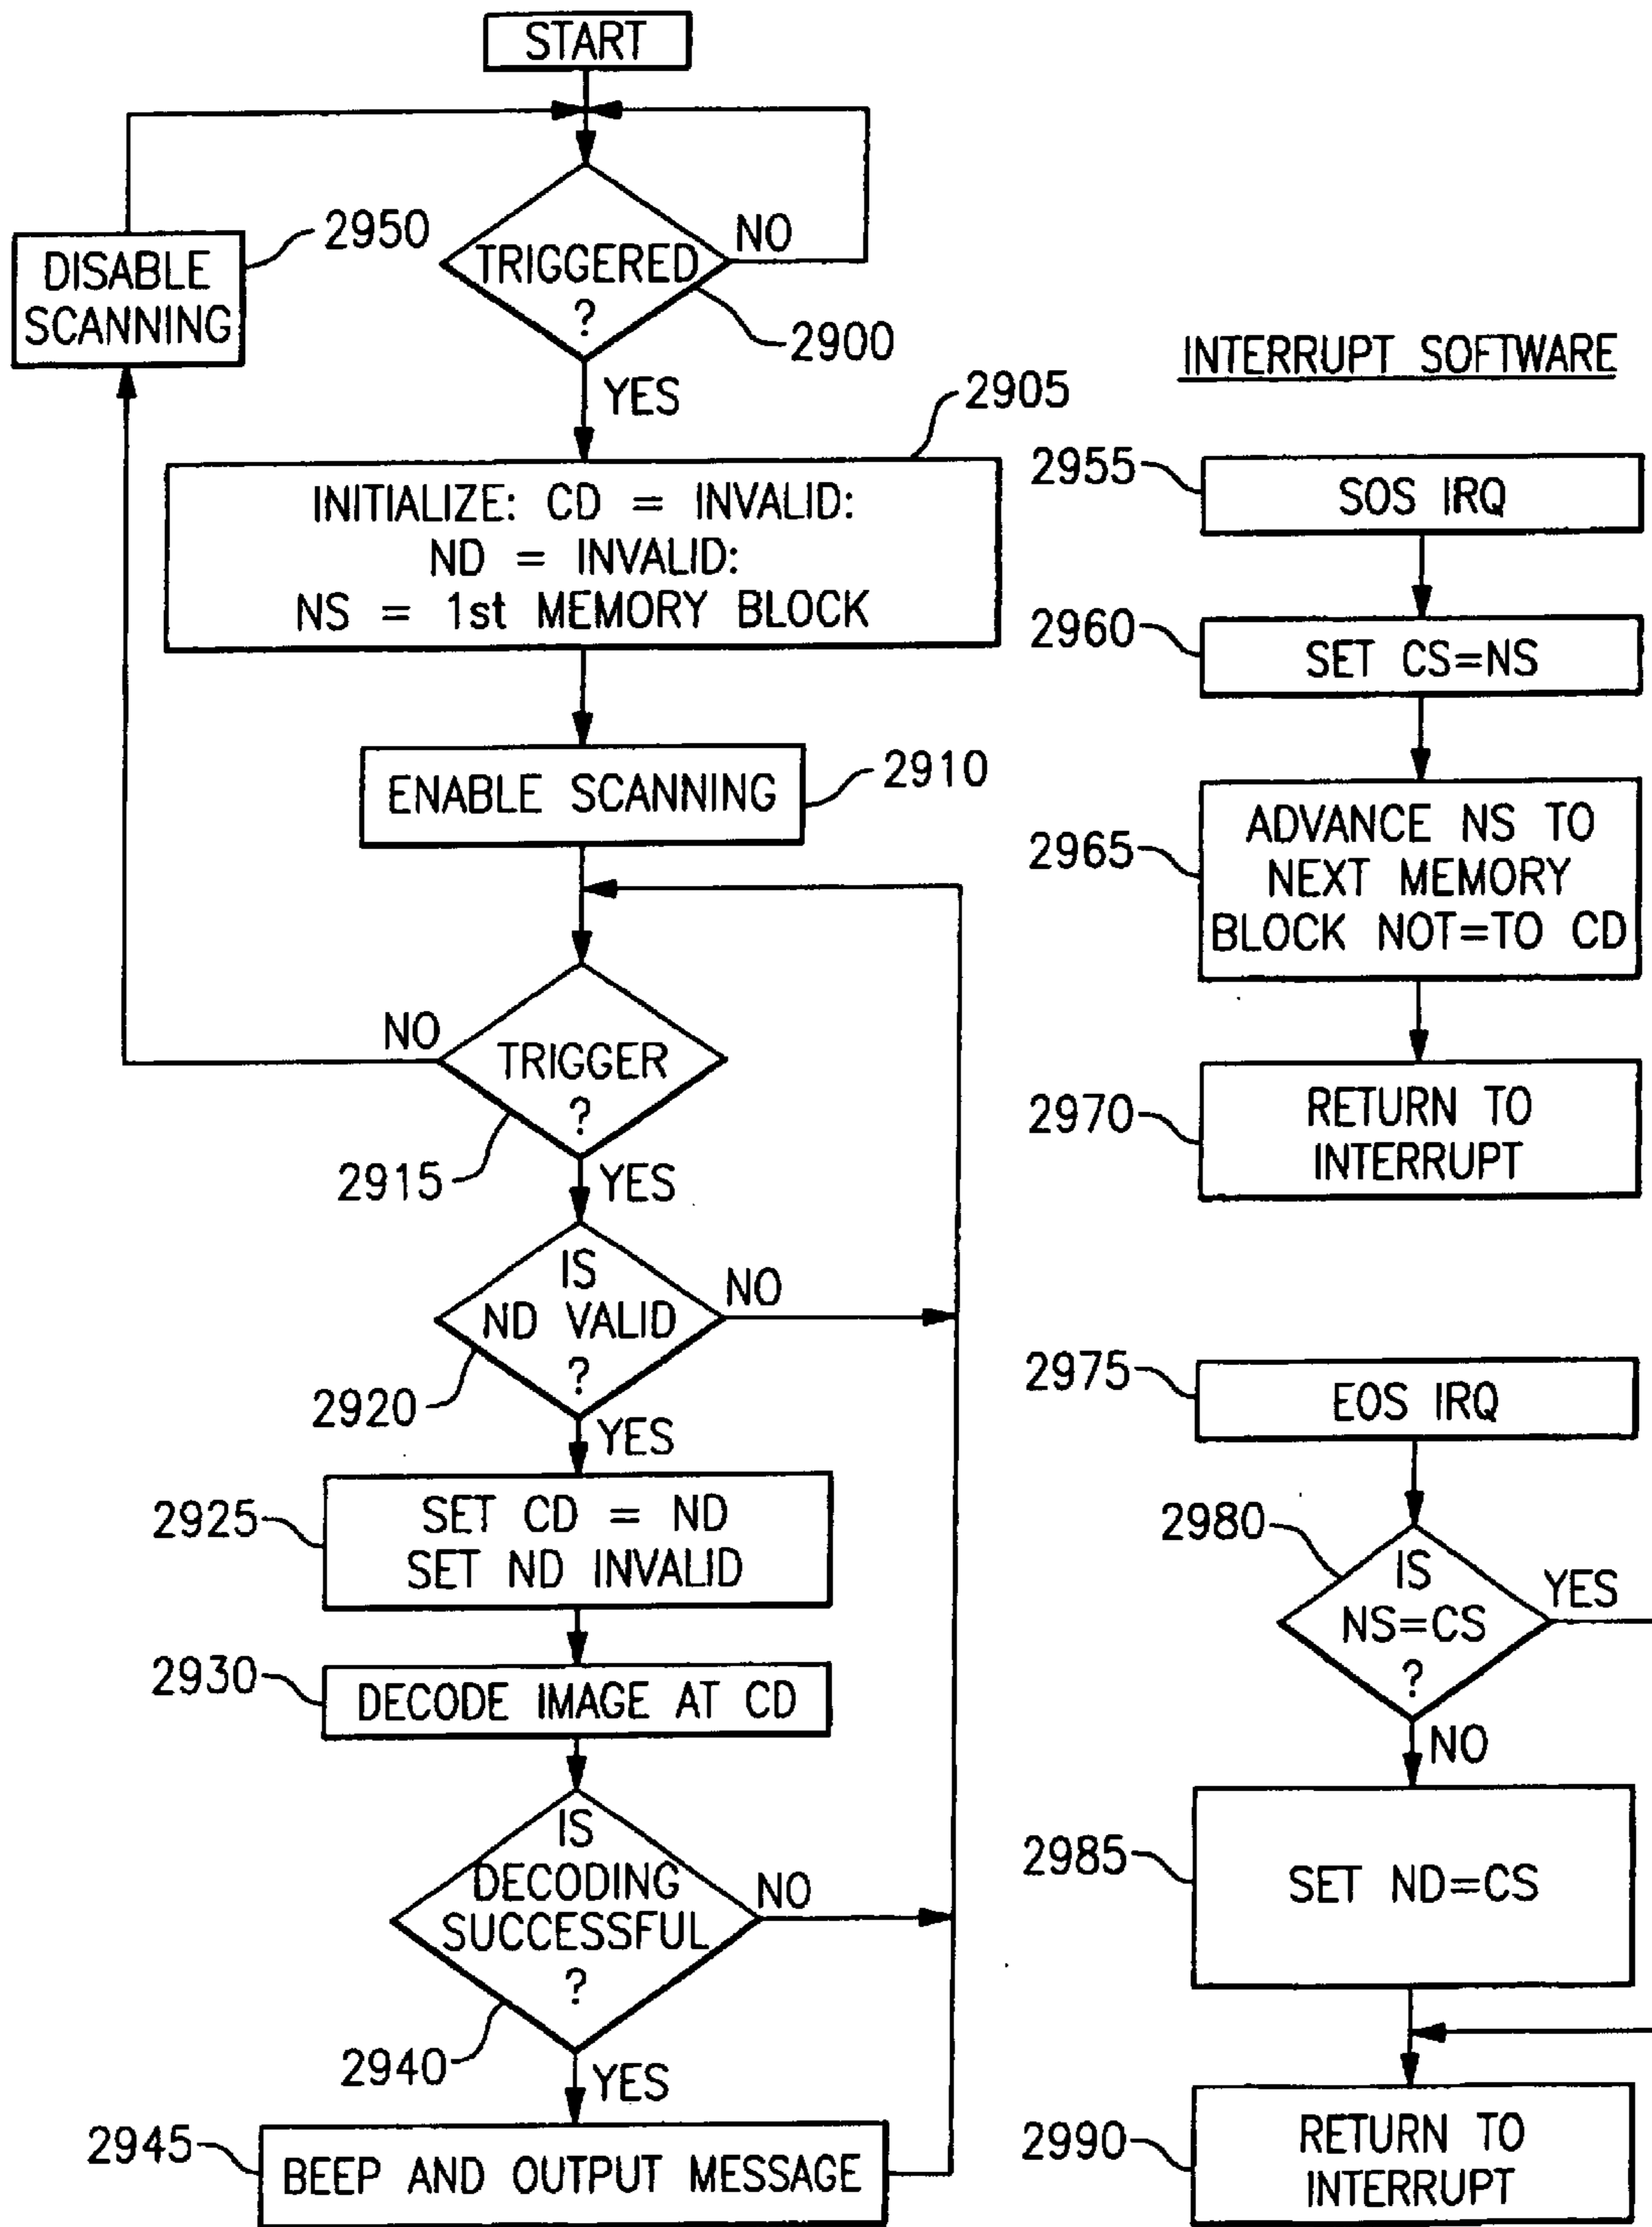 START
DISABLE
SCANNING
2950
TRIGGERED
?
NO
2900
YES
2905
INITIALIZE: CD = INVALID:
ND = INVALID:
NS = 1st MEMORY BLOCK
ENABLE SCANNING
2910
NO
TRIGGER
?
2915
YES
IS
ND VALID
?
NO
2920
YES
2925
SET CD = ND
SET ND INVALID
2930
DECODE IMAGE AT CD
IS
DECODING
SUCCESSFUL
?
NO
2940
YES
2945
BEEP AND OUTPUT MESSAGE
INTERRUPT SOFTWARE
2955
SOS IRQ
2960
SET CS=NS
2965
ADVANCE NS TO
NEXT MEMORY
BLOCK NOT=TO CD
2970
RETURN TO
INTERRUPT
2975
EOS IRQ
2980
IS
NS=CS
?
YES
NO
2985
SET ND=CS
2990
RETURN TO
INTERRUPT